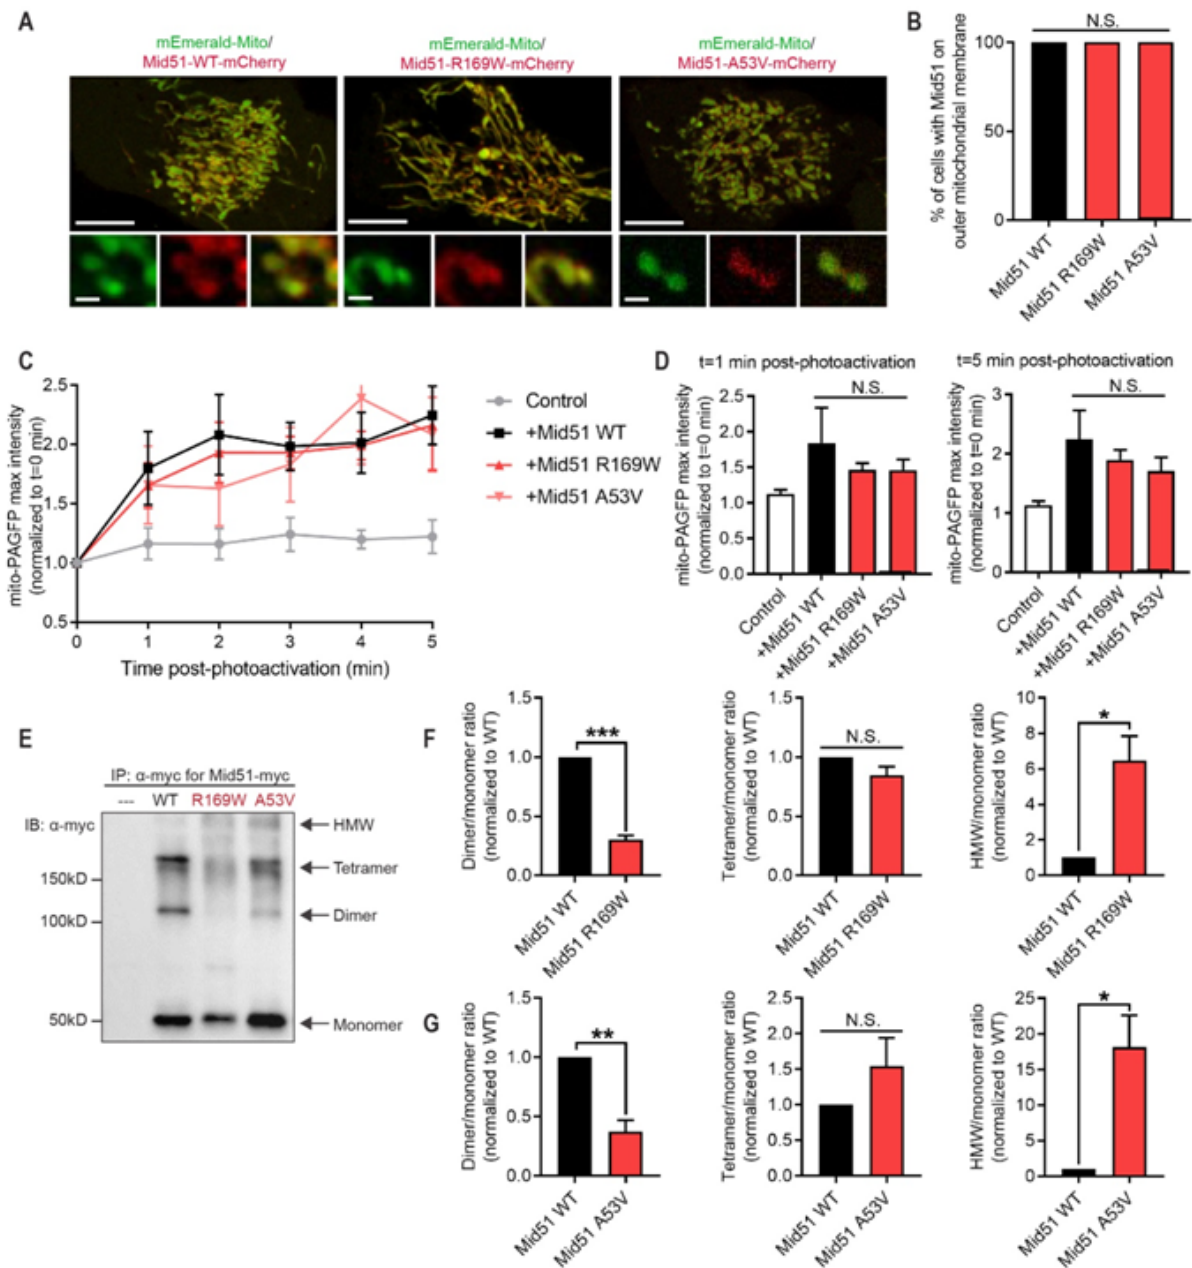 A
mEmerald-Mito/
Mid51-WT-mCherry
mEmerald-Mito/
Mid51-R169W-mCherry
mEmerald-Mito/
Mid51-A53V-mCherry
B
N.S.
% of cells with Mid51 on
outer mitochondrial membrane
100
50
0
Mid51 WT
Mid51 R169W
Mid51 A53V
C
mito-PAGFP max intensity
(normalized to t=0 min)
2.5
2.0
1.5
1.0
0.5
0
1
2
3
4
5
Time post-photoactivation (min)
Control
+Mid51 WT
+Mid51 R169W
+Mid51 A53V
D
t=1 min post-photoactivation
N.S.
mito-PAGFP max intensity
(normalized to t=0 min)
2.5
2.0
1.5
1.0
0.5
0.0
Control
+Mid51 WT
+Mid51 R169W
+Mid51 A53V
t=5 min post-photoactivation
N.S.
mito-PAGFP max intensity
(normalized to t=0 min)
3
2
1
0
Control
+Mid51 WT
+Mid51 R169W
+Mid51 A53V
E
IP: α-myc for Mid51-myc
--- WT R169W A53V
IB: α-myc
HMW
Tetramer
150kD
Dimer
100kD
50kD
Monomer
F
Dimer/monomer ratio
(normalized to WT)
1.5
1.0
0.5
0.0
***
Mid51 WT
Mid51 R169W
Tetramer/monomer ratio
(normalized to WT)
1.5
1.0
0.5
0.0
N.S.
Mid51 WT
Mid51 R169W
HMW/monomer ratio
(normalized to WT)
10
8
6
4
2
0
*
Mid51 WT
Mid51 R169W
G
Dimer/monomer ratio
(normalized to WT)
1.5
1.0
0.5
0.0
**
Mid51 WT
Mid51 A53V
Tetramer/monomer ratio
(normalized to WT)
2.5
2.0
1.5
1.0
0.5
0.0
N.S.
Mid51 WT
Mid51 A53V
HMW/monomer ratio
(normalized to WT)
25
20
15
10
5
0
*
Mid51 WT
Mid51 A53V